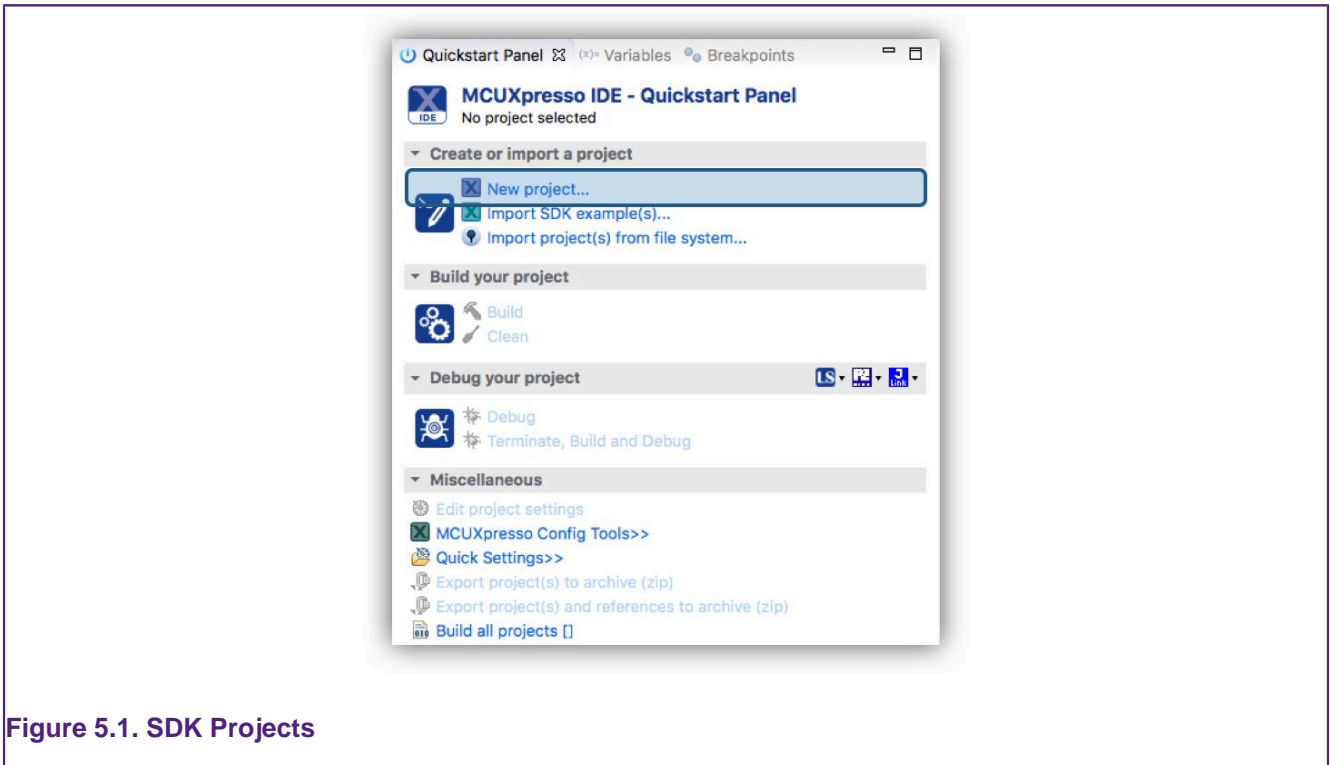 Quickstart Panel (x)= Variables Breakpoints
MCUXpresso IDE - Quickstart Panel
IDE
No project selected
Create or import a project
New project...
Import SDK example(s)...
Import project(s) from file system...
Build your project
Build
Clean
Debug your project LS Link
Debug
Terminate, Build and Debug
Miscellaneous
Edit project settings
MCUXpresso Config Tools>>
Quick Settings>>
Export project(s) to archive (zip)
Export project(s) and references to archive (zip)
010 Build all projects []
Figure 5.1. SDK Projects